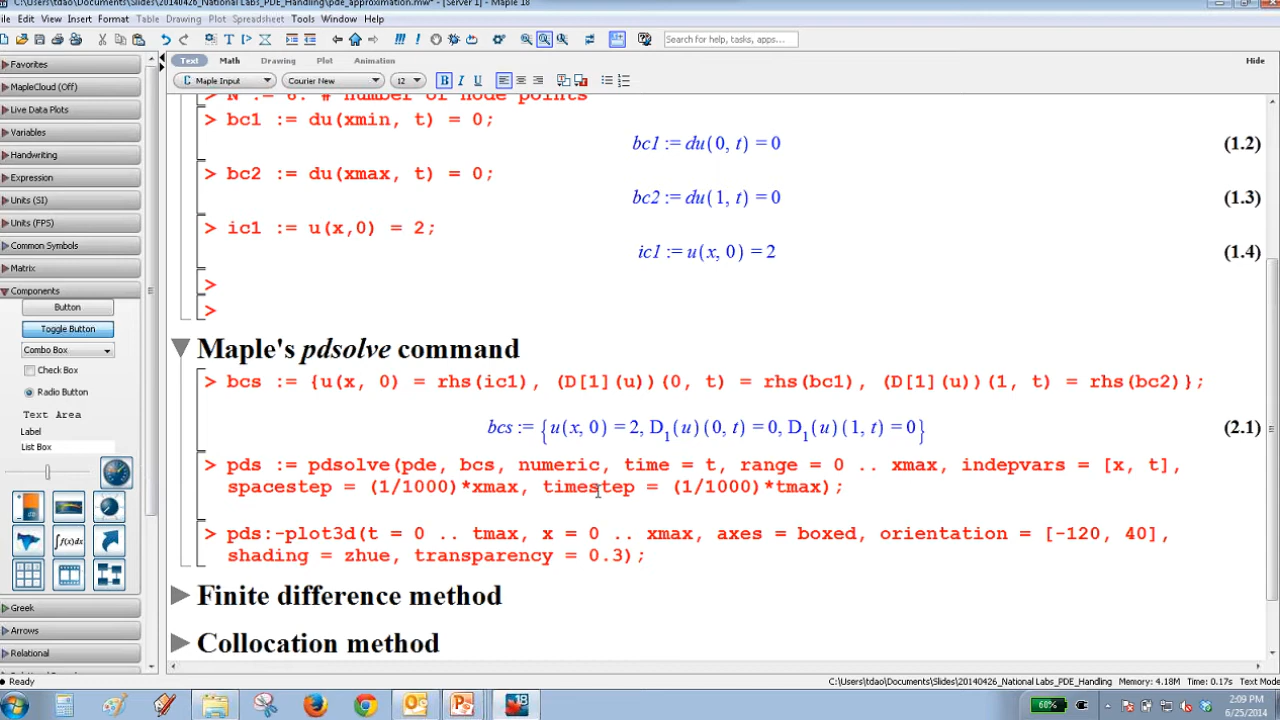 C:\Users\tdao\Documents\Slides\20140426_National Labs_PDE_Handling\pde_approximation.mw* - [Server 1] - Maple 18
File Edit View Insert Format Table Drawing Plot Spreadsheet Tools Window Help
Search for help, tasks, apps...
Text Math Drawing Plot Animation Hide
Maple Input Courier New 12 B I U
Favorites
MapleCloud (Off)
Live Data Plots
Variables
Handwriting
Expression
Units (SI)
Units (FPS)
Common Symbols
Matrix
Components
Button
Toggle Button
Combo Box
Check Box
Radio Button
Text Area
Label
List Box
Greek
Arrows
Relational
Ready
> N := 6: # number of node points
> bc1 := du(xmin, t) = 0;
bc1 := du(0, t) = 0 (1.2)
> bc2 := du(xmax, t) = 0;
bc2 := du(1, t) = 0 (1.3)
> ic1 := u(x,0) = 2;
ic1 := u(x, 0) = 2 (1.4)
>
>
Maple's pdsolve command
> bcs := {u(x, 0) = rhs(ic1), (D[1](u))(0, t) = rhs(bc1), (D[1](u))(1, t) = rhs(bc2)};
bcs := {u(x, 0) = 2, D1(u)(0, t) = 0, D1(u)(1, t) = 0} (2.1)
> pds := pdsolve(pde, bcs, numeric, time = t, range = 0 .. xmax, indepvars = [x, t],
spacestep = (1/1000)*xmax, timestep = (1/1000)*tmax);
> pds:-plot3d(t = 0 .. tmax, x = 0 .. xmax, axes = boxed, orientation = [-120, 40],
shading = zhue, transparency = 0.3);
Finite difference method
Collocation method
C:\Users\tdao\Documents\Slides\20140426_National Labs_PDE_Handling Memory: 4.18M Time: 0.17s Text Mode
68% 2:09 PM
6/25/2014